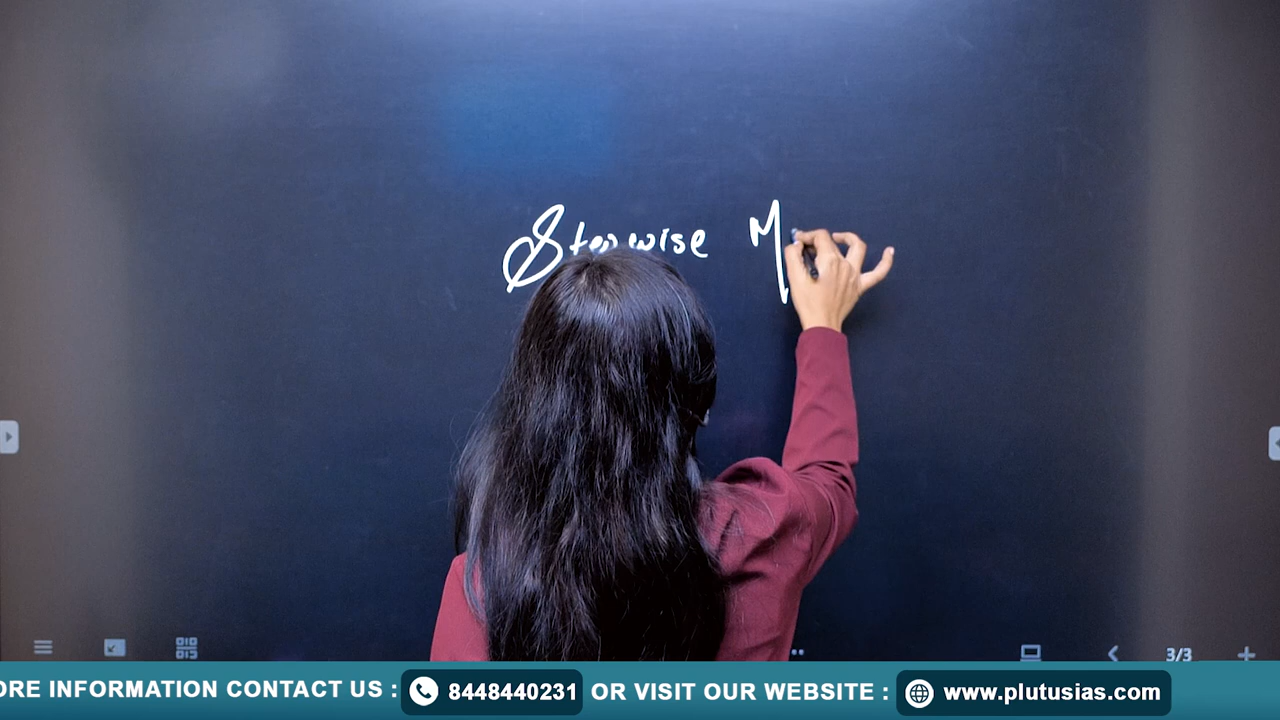 Stepwise M
3/3
ORE INFORMATION CONTACT US : 8448440231 OR VISIT OUR WEBSITE : www.plutusias.com